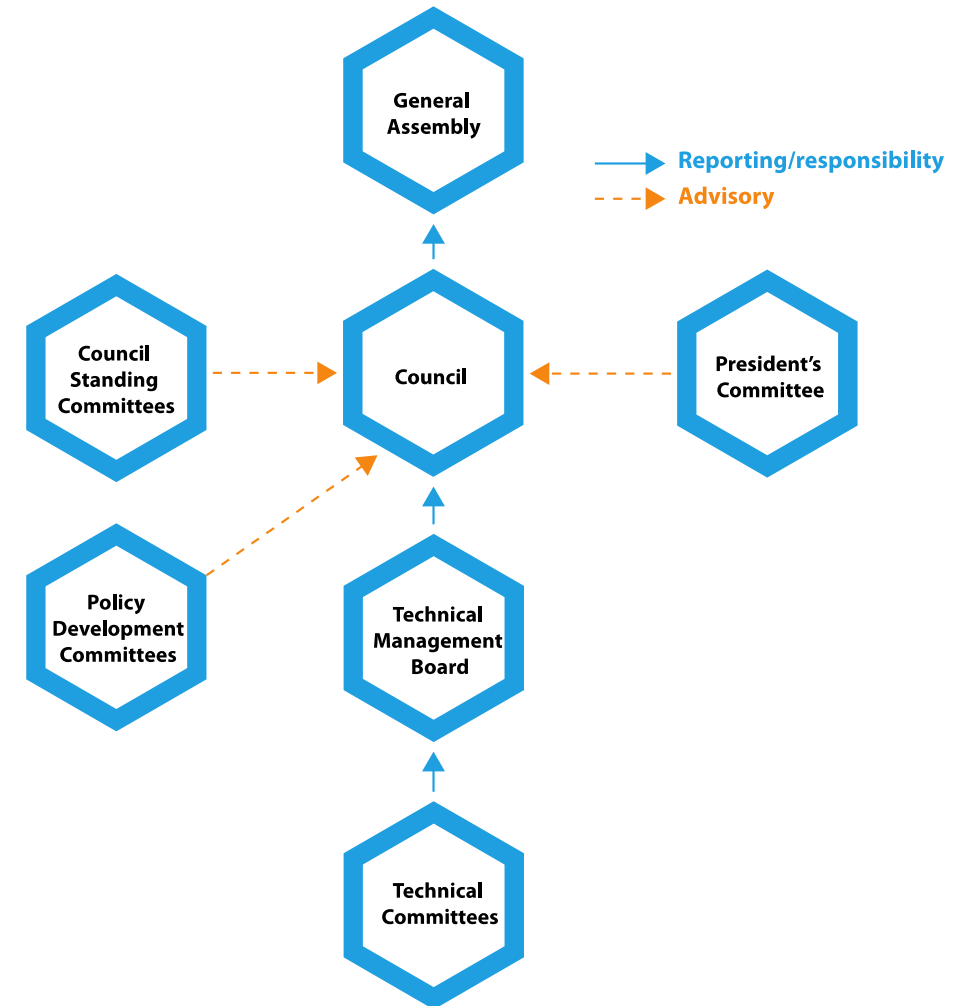 General
Assembly
Reporting/responsibility
Advisory
Council
Standing
Committees
Council
President’s
Committee
Policy
Development
Committees
Technical
Management
Board
Technical
Committees